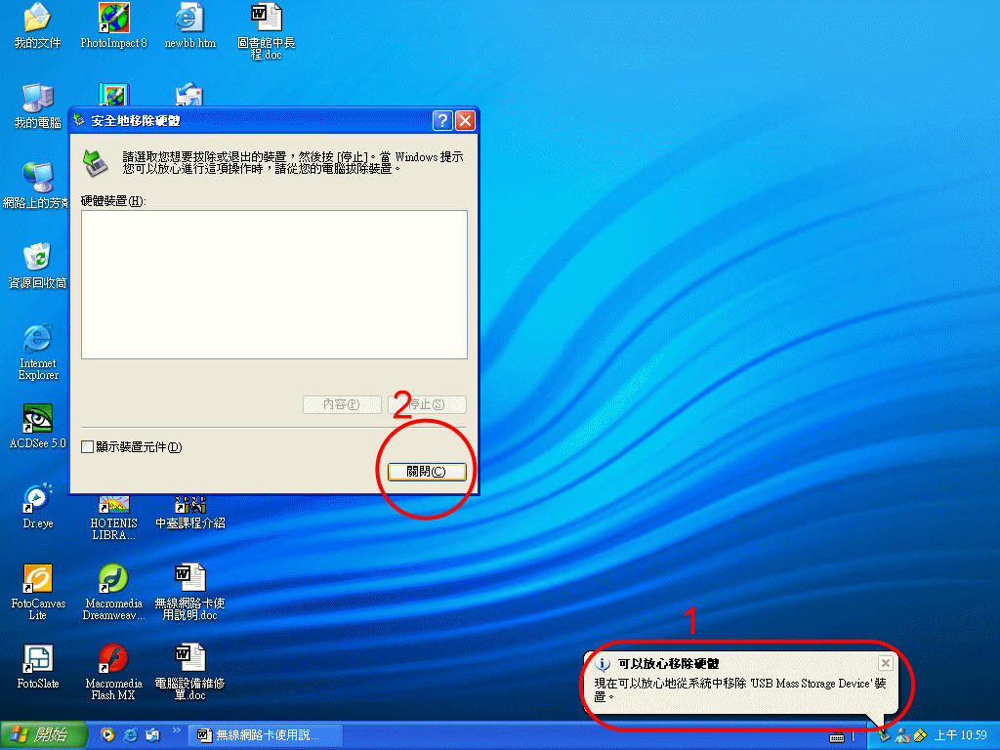 我的文件
PhotoImpact 8
newbb.htm
圖書館中長
程.doc
我的電腦
安全地移除硬體
請選取您想要拔除或退出的裝置，然後按 [停止]。當 Windows 提示
您可以放心進行這項操作時，請從您的電腦拔除裝置。
硬體裝置(H):
網路上的芳
資源回收筒
Internet
Explorer
2
內容(P)
停止(S)
ACDSee 5.0
顯示裝置元件(D)
關閉(C)
Dr.eye
HOTENIS
LIBRA...
中臺課程介紹
FotoCanvas
Lite
Macromedia
Dreamweav...
無線網路卡使
用說明.doc
1
FotoSlate
Macromedia
Flash MX
電腦設備維修
單.doc
可以放心移除硬體
現在可以放心地從系統中移除 'USB Mass Storage Device' 裝
置。
開始
無線網路卡使用說...
上午 10:59